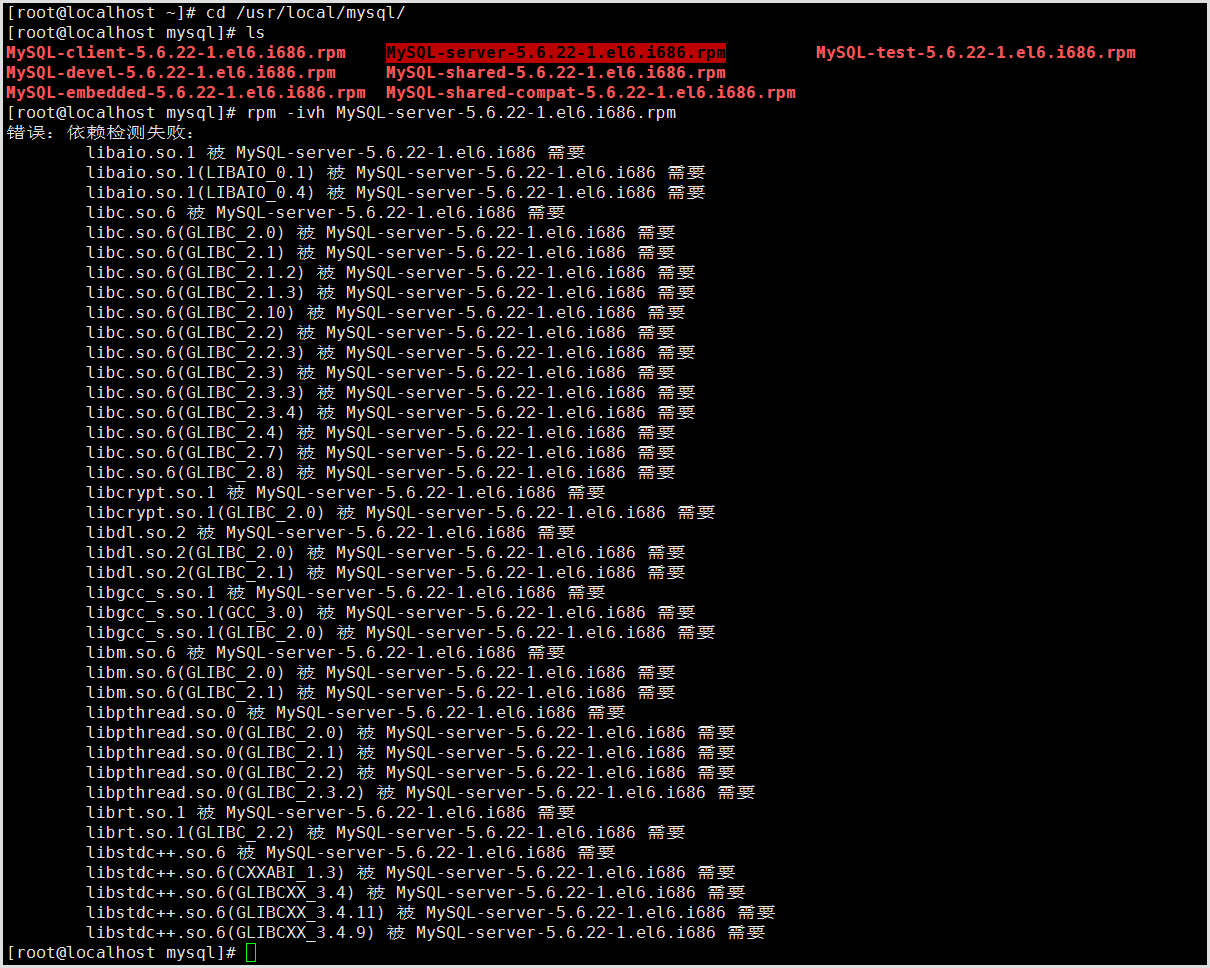 [root@localhost ~]# cd /usr/local/mysql/
[root@localhost mysql]# ls
MySQL-client-5.6.22-1.el6.i686.rpm    MySQL-server-5.6.22-1.el6.i686.rpm         MySQL-test-5.6.22-1.el6.i686.rpm
MySQL-devel-5.6.22-1.el6.i686.rpm     MySQL-shared-5.6.22-1.el6.i686.rpm
MySQL-embedded-5.6.22-1.el6.i686.rpm  MySQL-shared-compat-5.6.22-1.el6.i686.rpm
[root@localhost mysql]# rpm -ivh MySQL-server-5.6.22-1.el6.i686.rpm
错误：依赖检测失败：
libaio.so.1 被 MySQL-server-5.6.22-1.el6.i686 需要
libaio.so.1(LIBAIO_0.1) 被 MySQL-server-5.6.22-1.el6.i686 需要
libaio.so.1(LIBAIO_0.4) 被 MySQL-server-5.6.22-1.el6.i686 需要
libc.so.6 被 MySQL-server-5.6.22-1.el6.i686 需要
libc.so.6(GLIBC_2.0) 被 MySQL-server-5.6.22-1.el6.i686 需要
libc.so.6(GLIBC_2.1) 被 MySQL-server-5.6.22-1.el6.i686 需要
libc.so.6(GLIBC_2.1.2) 被 MySQL-server-5.6.22-1.el6.i686 需要
libc.so.6(GLIBC_2.1.3) 被 MySQL-server-5.6.22-1.el6.i686 需要
libc.so.6(GLIBC_2.10) 被 MySQL-server-5.6.22-1.el6.i686 需要
libc.so.6(GLIBC_2.2) 被 MySQL-server-5.6.22-1.el6.i686 需要
libc.so.6(GLIBC_2.2.3) 被 MySQL-server-5.6.22-1.el6.i686 需要
libc.so.6(GLIBC_2.3) 被 MySQL-server-5.6.22-1.el6.i686 需要
libc.so.6(GLIBC_2.3.3) 被 MySQL-server-5.6.22-1.el6.i686 需要
libc.so.6(GLIBC_2.3.4) 被 MySQL-server-5.6.22-1.el6.i686 需要
libc.so.6(GLIBC_2.4) 被 MySQL-server-5.6.22-1.el6.i686 需要
libc.so.6(GLIBC_2.7) 被 MySQL-server-5.6.22-1.el6.i686 需要
libc.so.6(GLIBC_2.8) 被 MySQL-server-5.6.22-1.el6.i686 需要
libcrypt.so.1 被 MySQL-server-5.6.22-1.el6.i686 需要
libcrypt.so.1(GLIBC_2.0) 被 MySQL-server-5.6.22-1.el6.i686 需要
libdl.so.2 被 MySQL-server-5.6.22-1.el6.i686 需要
libdl.so.2(GLIBC_2.0) 被 MySQL-server-5.6.22-1.el6.i686 需要
libdl.so.2(GLIBC_2.1) 被 MySQL-server-5.6.22-1.el6.i686 需要
libgcc_s.so.1 被 MySQL-server-5.6.22-1.el6.i686 需要
libgcc_s.so.1(GCC_3.0) 被 MySQL-server-5.6.22-1.el6.i686 需要
libgcc_s.so.1(GLIBC_2.0) 被 MySQL-server-5.6.22-1.el6.i686 需要
libm.so.6 被 MySQL-server-5.6.22-1.el6.i686 需要
libm.so.6(GLIBC_2.0) 被 MySQL-server-5.6.22-1.el6.i686 需要
libm.so.6(GLIBC_2.1) 被 MySQL-server-5.6.22-1.el6.i686 需要
libpthread.so.0 被 MySQL-server-5.6.22-1.el6.i686 需要
libpthread.so.0(GLIBC_2.0) 被 MySQL-server-5.6.22-1.el6.i686 需要
libpthread.so.0(GLIBC_2.1) 被 MySQL-server-5.6.22-1.el6.i686 需要
libpthread.so.0(GLIBC_2.2) 被 MySQL-server-5.6.22-1.el6.i686 需要
libpthread.so.0(GLIBC_2.3.2) 被 MySQL-server-5.6.22-1.el6.i686 需要
librt.so.1 被 MySQL-server-5.6.22-1.el6.i686 需要
librt.so.1(GLIBC_2.2) 被 MySQL-server-5.6.22-1.el6.i686 需要
libstdc++.so.6 被 MySQL-server-5.6.22-1.el6.i686 需要
libstdc++.so.6(CXXABI_1.3) 被 MySQL-server-5.6.22-1.el6.i686 需要
libstdc++.so.6(GLIBCXX_3.4) 被 MySQL-server-5.6.22-1.el6.i686 需要
libstdc++.so.6(GLIBCXX_3.4.11) 被 MySQL-server-5.6.22-1.el6.i686 需要
libstdc++.so.6(GLIBCXX_3.4.9) 被 MySQL-server-5.6.22-1.el6.i686 需要
[root@localhost mysql]#